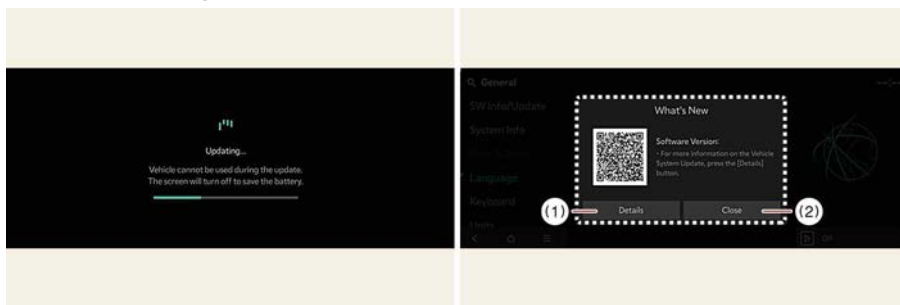 Updating...
Vehicle cannot be used during the update.
The screen will turn off to save the battery.
General
SW Info/Update
System Info
Language
Keyboard
Units
What's New
Software Version:
- For more information on the Vehicle
System Update, press the [Details]
button.
(1)
Details
Close
(2)